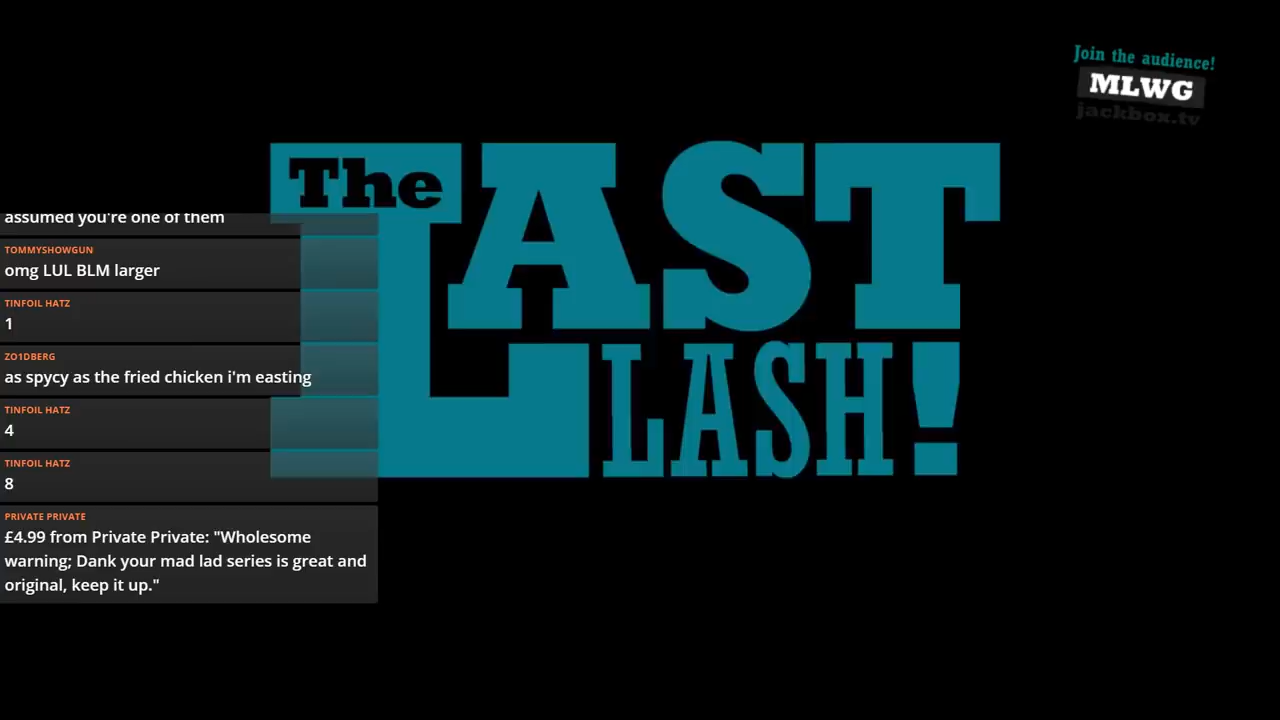 Join the audience!
MLWG
jackbox.tv
The LAST
LASH!
assumed you're one of them
TOMMYSHOWGUN
omg LUL BLM larger
TINFOIL HATZ
1
ZO1DBERG
as spycy as the fried chicken i'm easting
TINFOIL HATZ
4
TINFOIL HATZ
8
PRIVATE PRIVATE
£4.99 from Private Private: "Wholesome
warning; Dank your mad lad series is great and
original, keep it up."